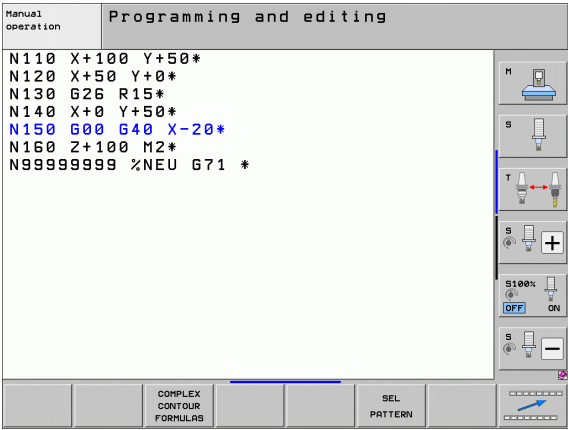 Manual
operation
Programming and editing
N110 X+100 Y+50*
N120 X+50 Y+0*
N130 G26 R15*
N140 X+0 Y+50*
N150 G00 G40 X-20*
N160 Z+100 M2*
N99999999 %NEU G71 *
M
S
T
S
+
S100%
OFF ON
S
-
COMPLEX
CONTOUR
FORMULAS
SEL
PATTERN